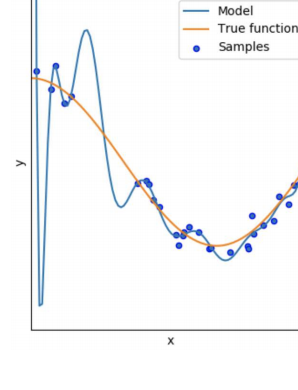 Model
True function
Samples
y
x